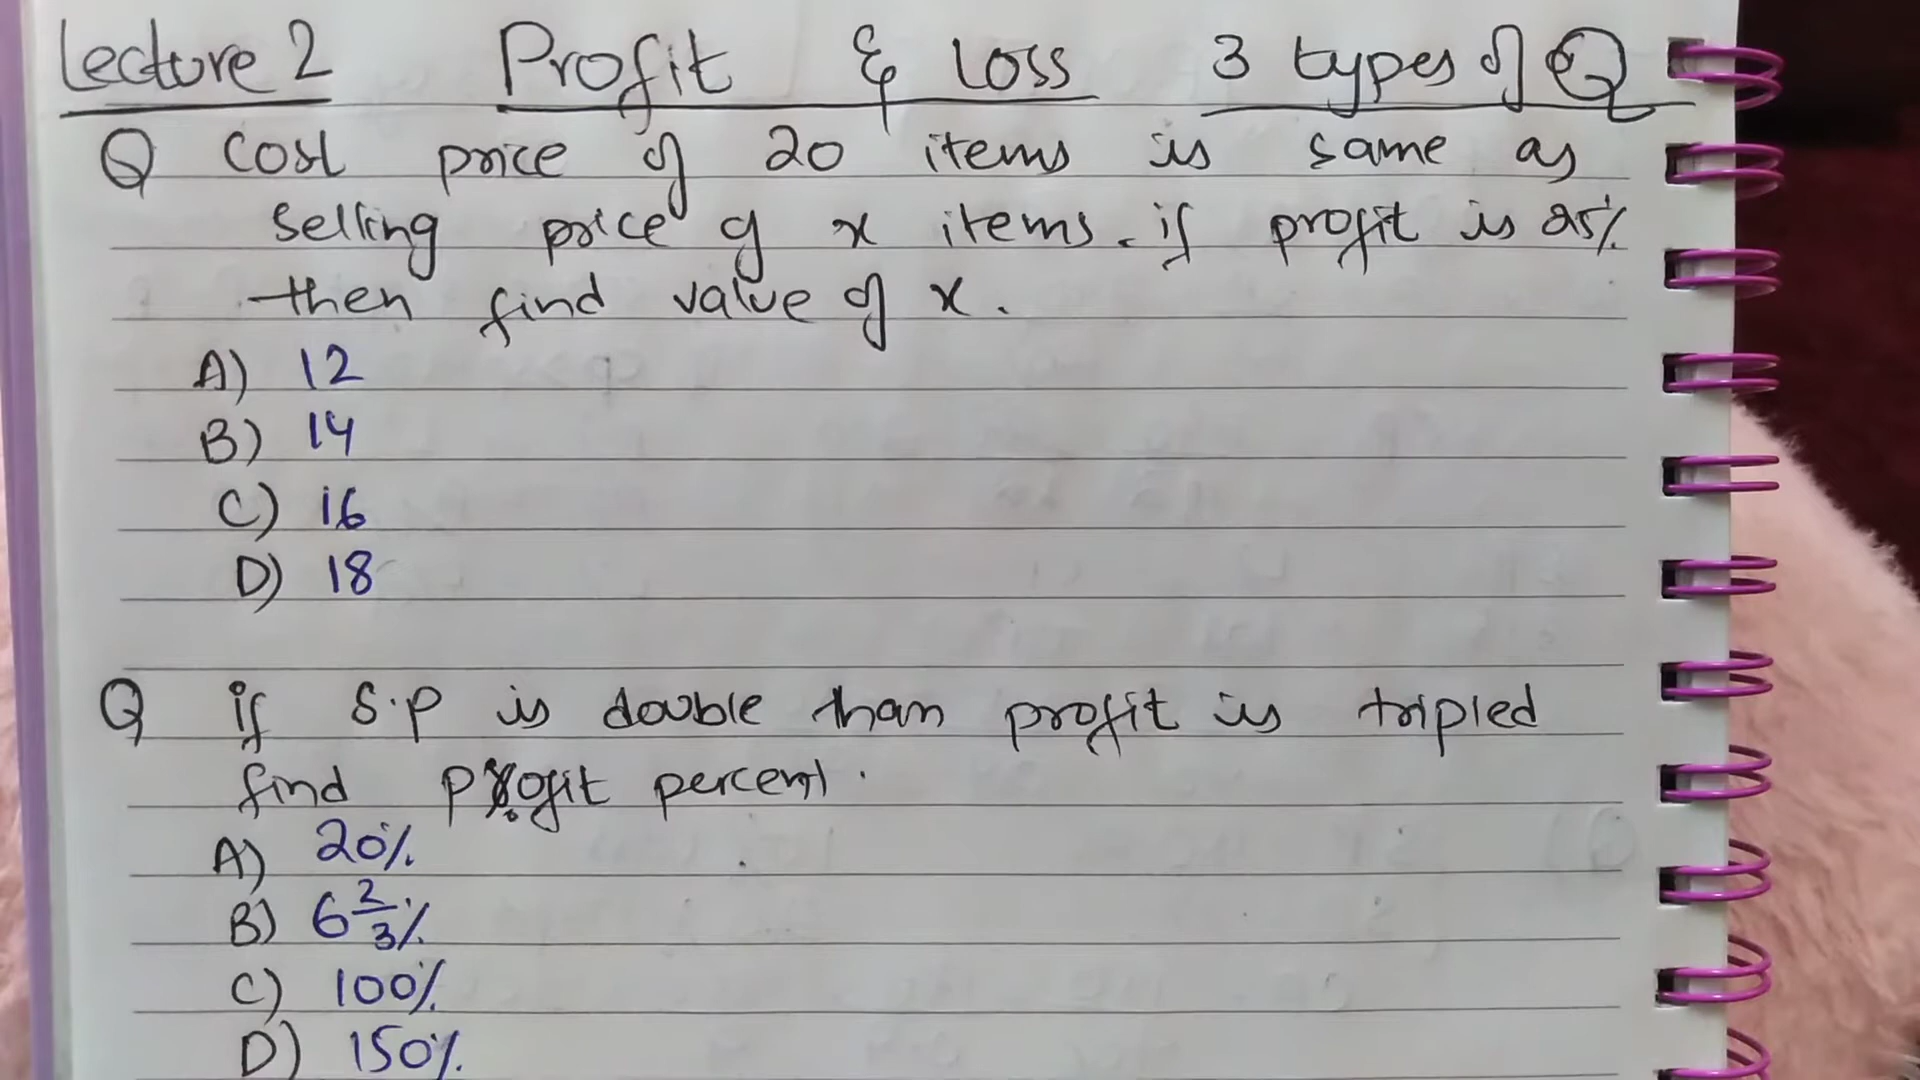 Lecture 2 Profit & Loss 3 types of Q
Q Cost price of 20 items is same as
selling price of x items. if profit is 25%
then find value of x.
A) 12
B) 14
C) 16
D) 18
Q if S.P is double than profit is tripled
find profit percent.
A) 20%
B) 6 2/3%
C) 100%
D) 150%